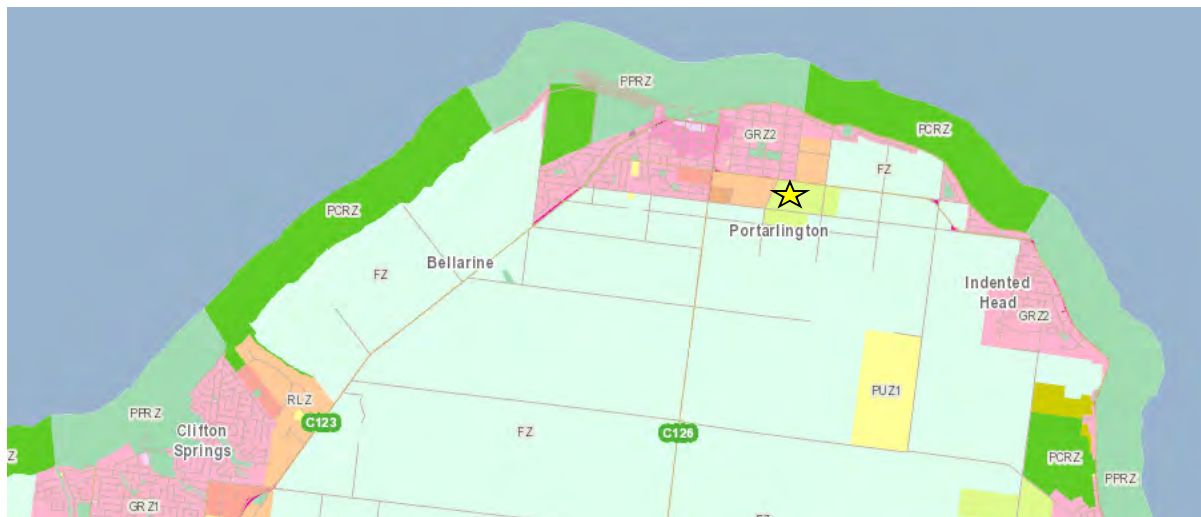 PPRZ
GRZ2
PCRZ
FZ
PCRZ
Portarlington
Bellarine
FZ
Indented
Head
GRZ2
PUZ1
RLZ
PPRZ
C123
C126
FZ
Clifton
Springs
Z
PCRZ
PPRZ
GRZ1
FZ